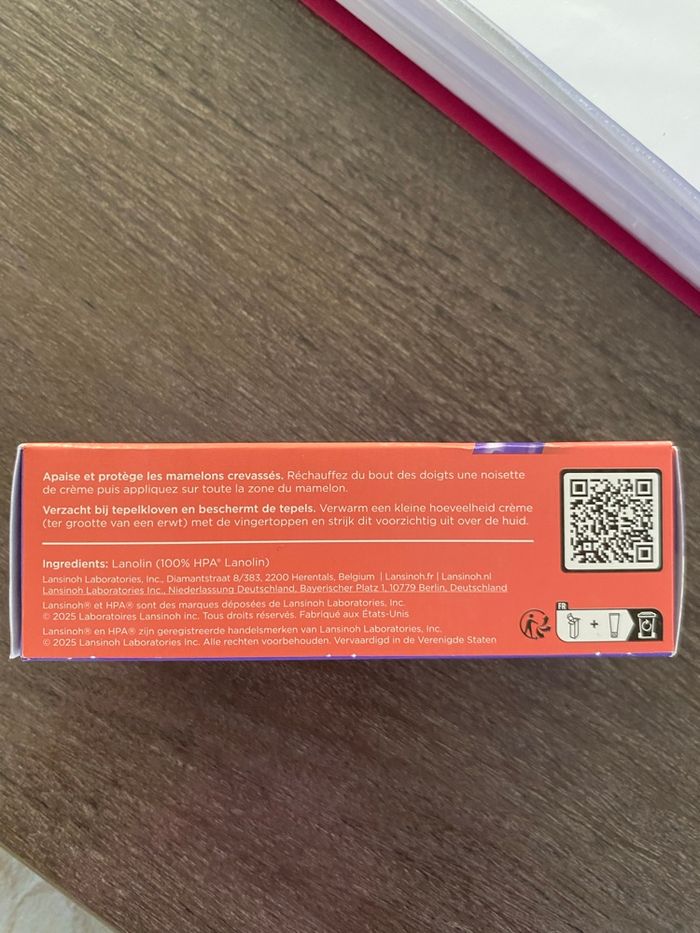 Apaise et protège les mamelons crevassés. Réchauffez du bout des doigts une noisette
de crème puis appliquez sur toute la zone du mamelon.
Verzacht bij tepelkloven en beschermt de tepels. Verwarm een kleine hoeveelheid crème
(ter grootte van een erwt) met de vingertoppen en strijk dit voorzichtig uit over de huid.
Ingredients: Lanolin (100% HPA® Lanolin)
Lansinoh Laboratories, Inc., Diamantstraat 8/383, 2200 Herentals, Belgium | Lansinoh.fr | Lansinoh.nl
Lansinoh Laboratories, Inc., Niederlassung Deutschland, Bayerischer Platz 1, 10779 Berlin, Deutschland
Lansinoh® et HPA® sont des marques déposées de Lansinoh Laboratories, Inc.
© 2025 Laboratoires Lansinoh inc. Tous droits réservés. Fabriqué aux États-Unis
Lansinoh® en HPA® zijn geregistreerde handelsmerken van Lansinoh Laboratories, Inc.
© 2025 Lansinoh Laboratories Inc. Alle rechten voorbehouden. Vervaardigd in de Verenigde Staten
FR
+